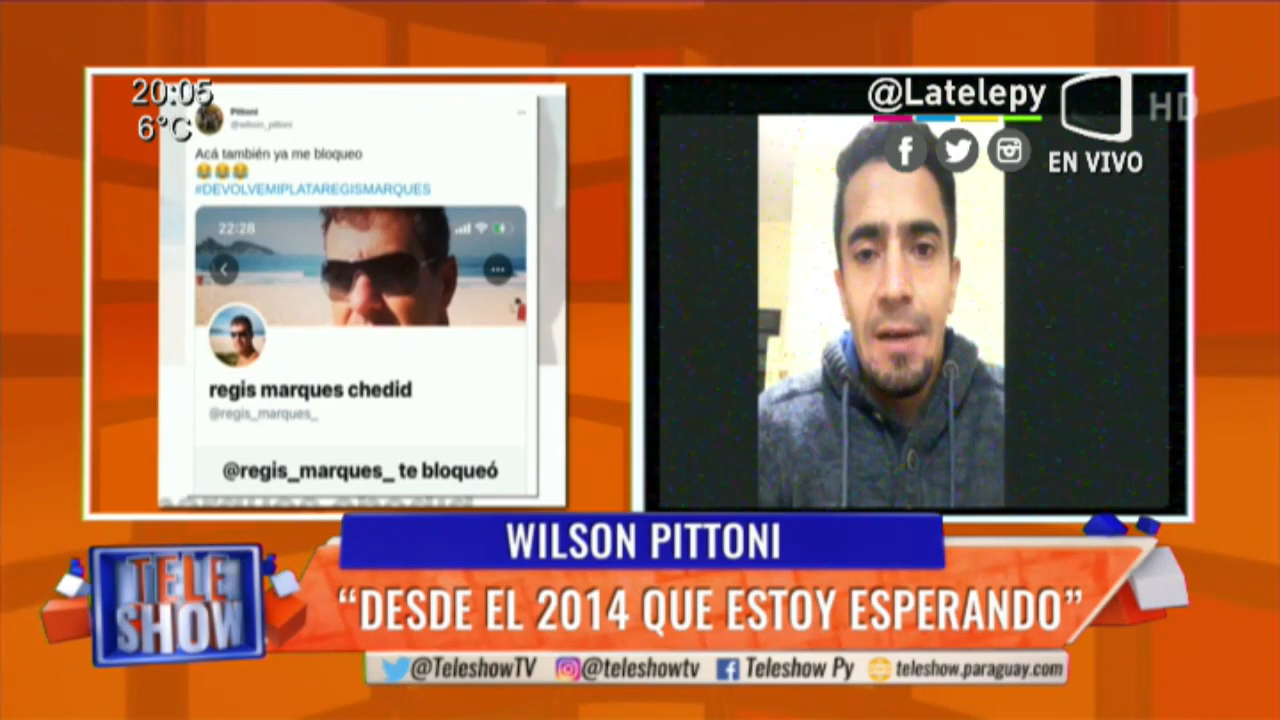 20:05
6°C
Pittoni
@wilson_pittoni
Acá también ya me bloqueo
#DEVOLVEMIPLATAREGISMARQUES
22:28
regis marques chedid
@regis_marques_
@regis_marques_ te bloqueó
@Latelepy
HD
EN VIVO
WILSON PITTONI
“DESDE EL 2014 QUE ESTOY ESPERANDO”
TELE
SHOW
@TeleshowTV @teleshowtv Teleshow Py teleshow.paraguay.com